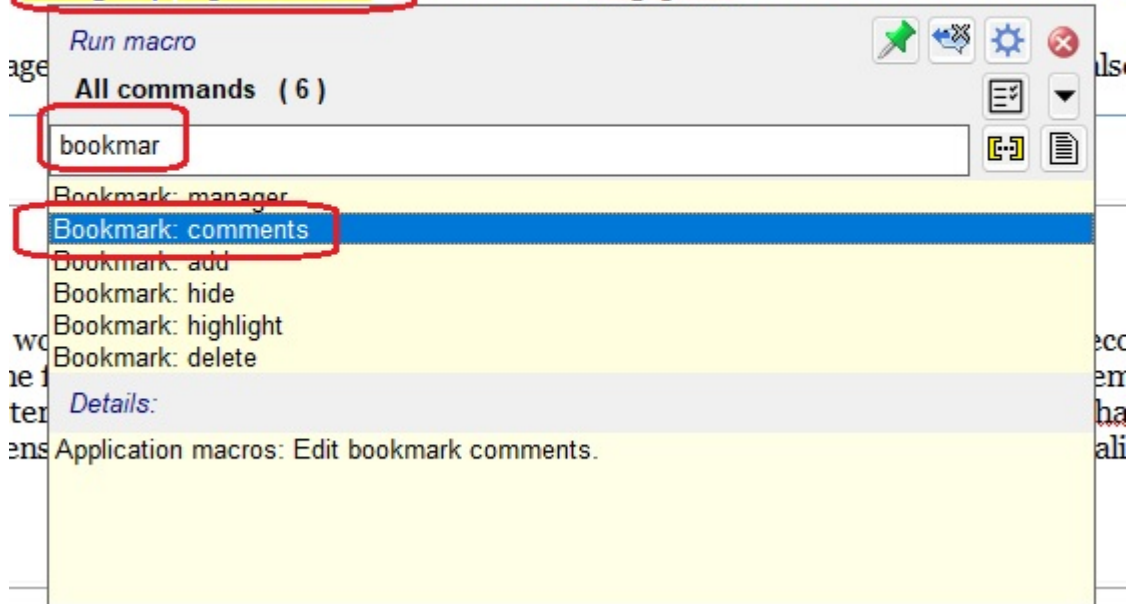 Run macro
All commands ( 6 )
bookmar
Bookmark: manager
Bookmark: comments
Bookmark: add
Bookmark: hide
Bookmark: highlight
Bookmark: delete
Details:
Application macros: Edit bookmark comments.